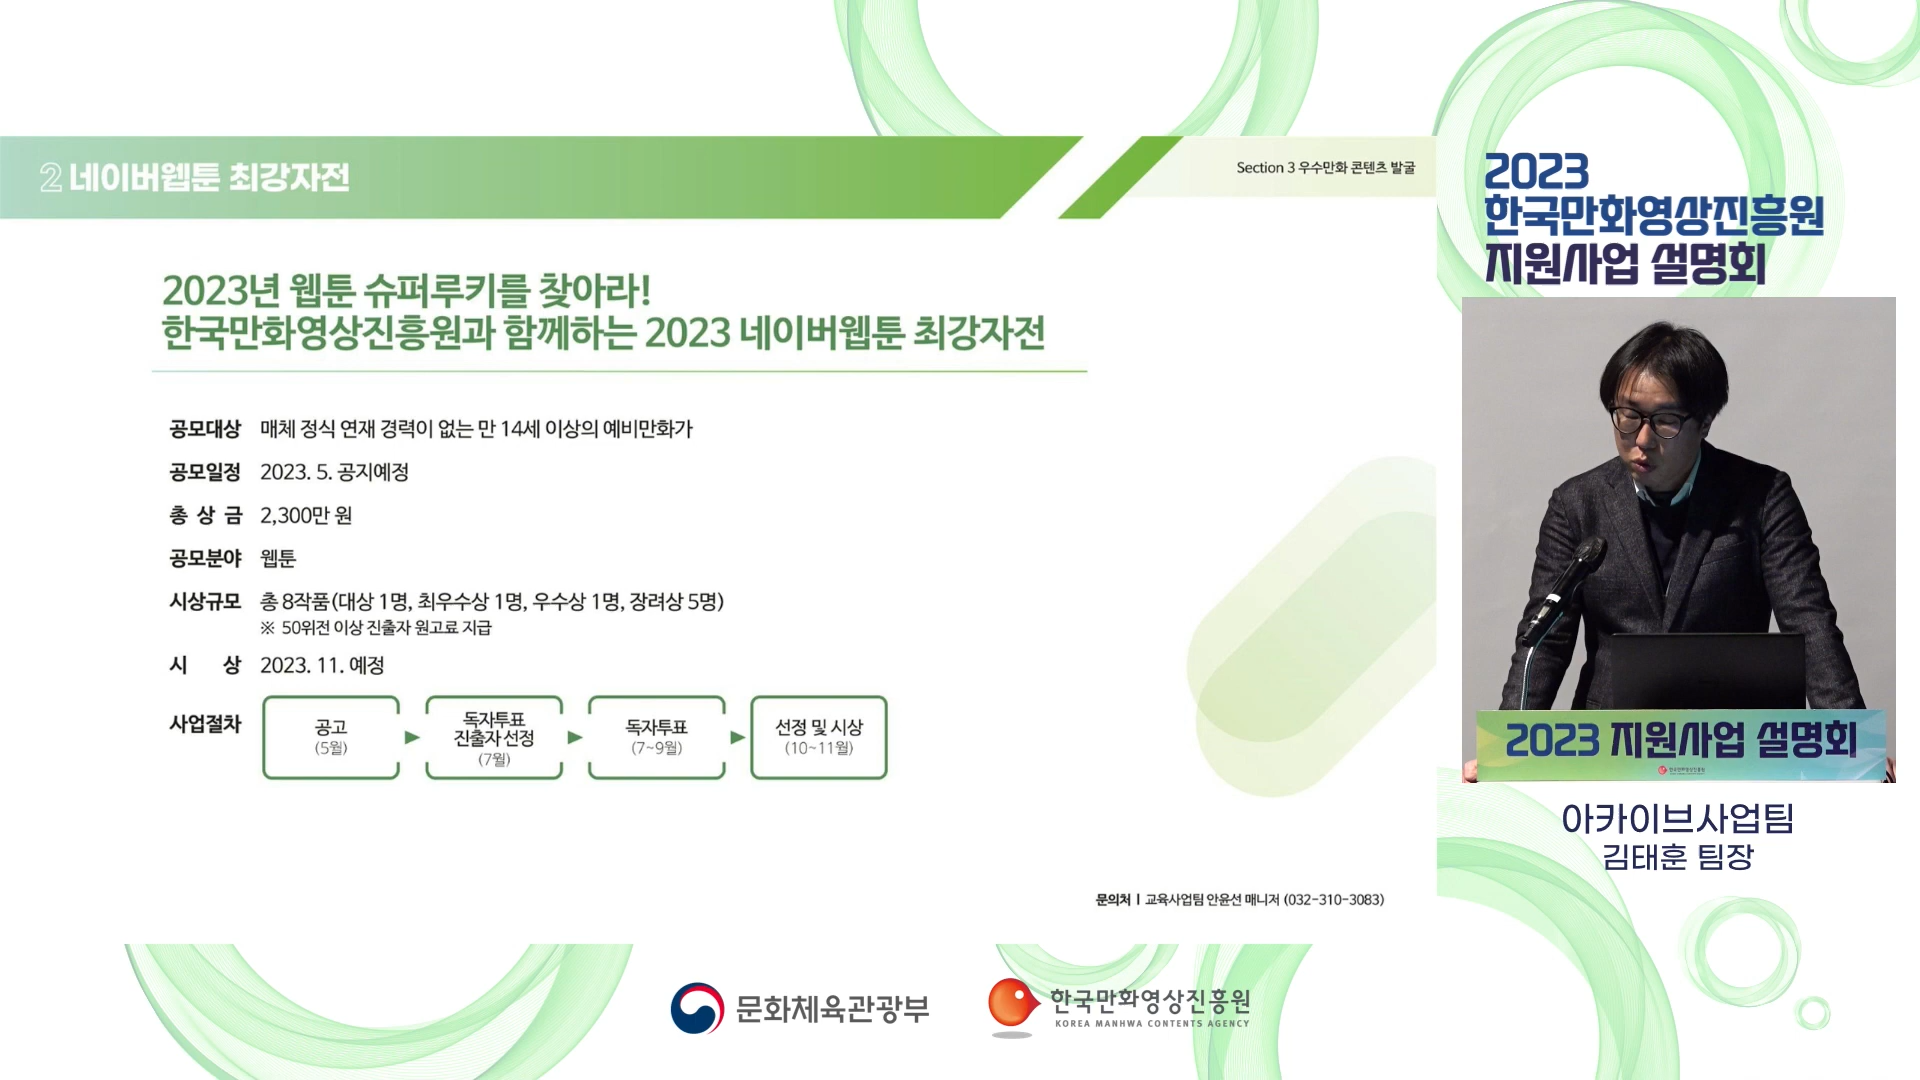 2 네이버웹툰 최강자전
Section 3 우수만화 콘텐츠 발굴
2023년 웹툰 슈퍼루키를 찾아라!
한국만화영상진흥원과 함께하는 2023 네이버웹툰 최강자전
공모대상 매체 정식 연재 경력이 없는 만 14세 이상의 예비만화가
공모일정 2023. 5. 공지예정
총 상 금 2,300만 원
공모분야 웹툰
시상규모 총 8작품(대상 1명, 최우수상 1명, 우수상 1명, 장려상 5명)
※ 50위전 이상 진출자 원고료 지급
시 상 2023. 11. 예정
사업절차
공고
(5월)
독자투표
진출자 선정
(7월)
독자투표
(7~9월)
선정 및 시상
(10~11월)
문의처 | 교육사업팀 안윤선 매니저 (032-310-3083)
2023
한국만화영상진흥원
지원사업 설명회
2023 지원사업 설명회
한국만화영상진흥원
아카이브사업팀
김태훈 팀장
문화체육관광부
한국만화영상진흥원
KOREA MANHWA CONTENTS AGENCY